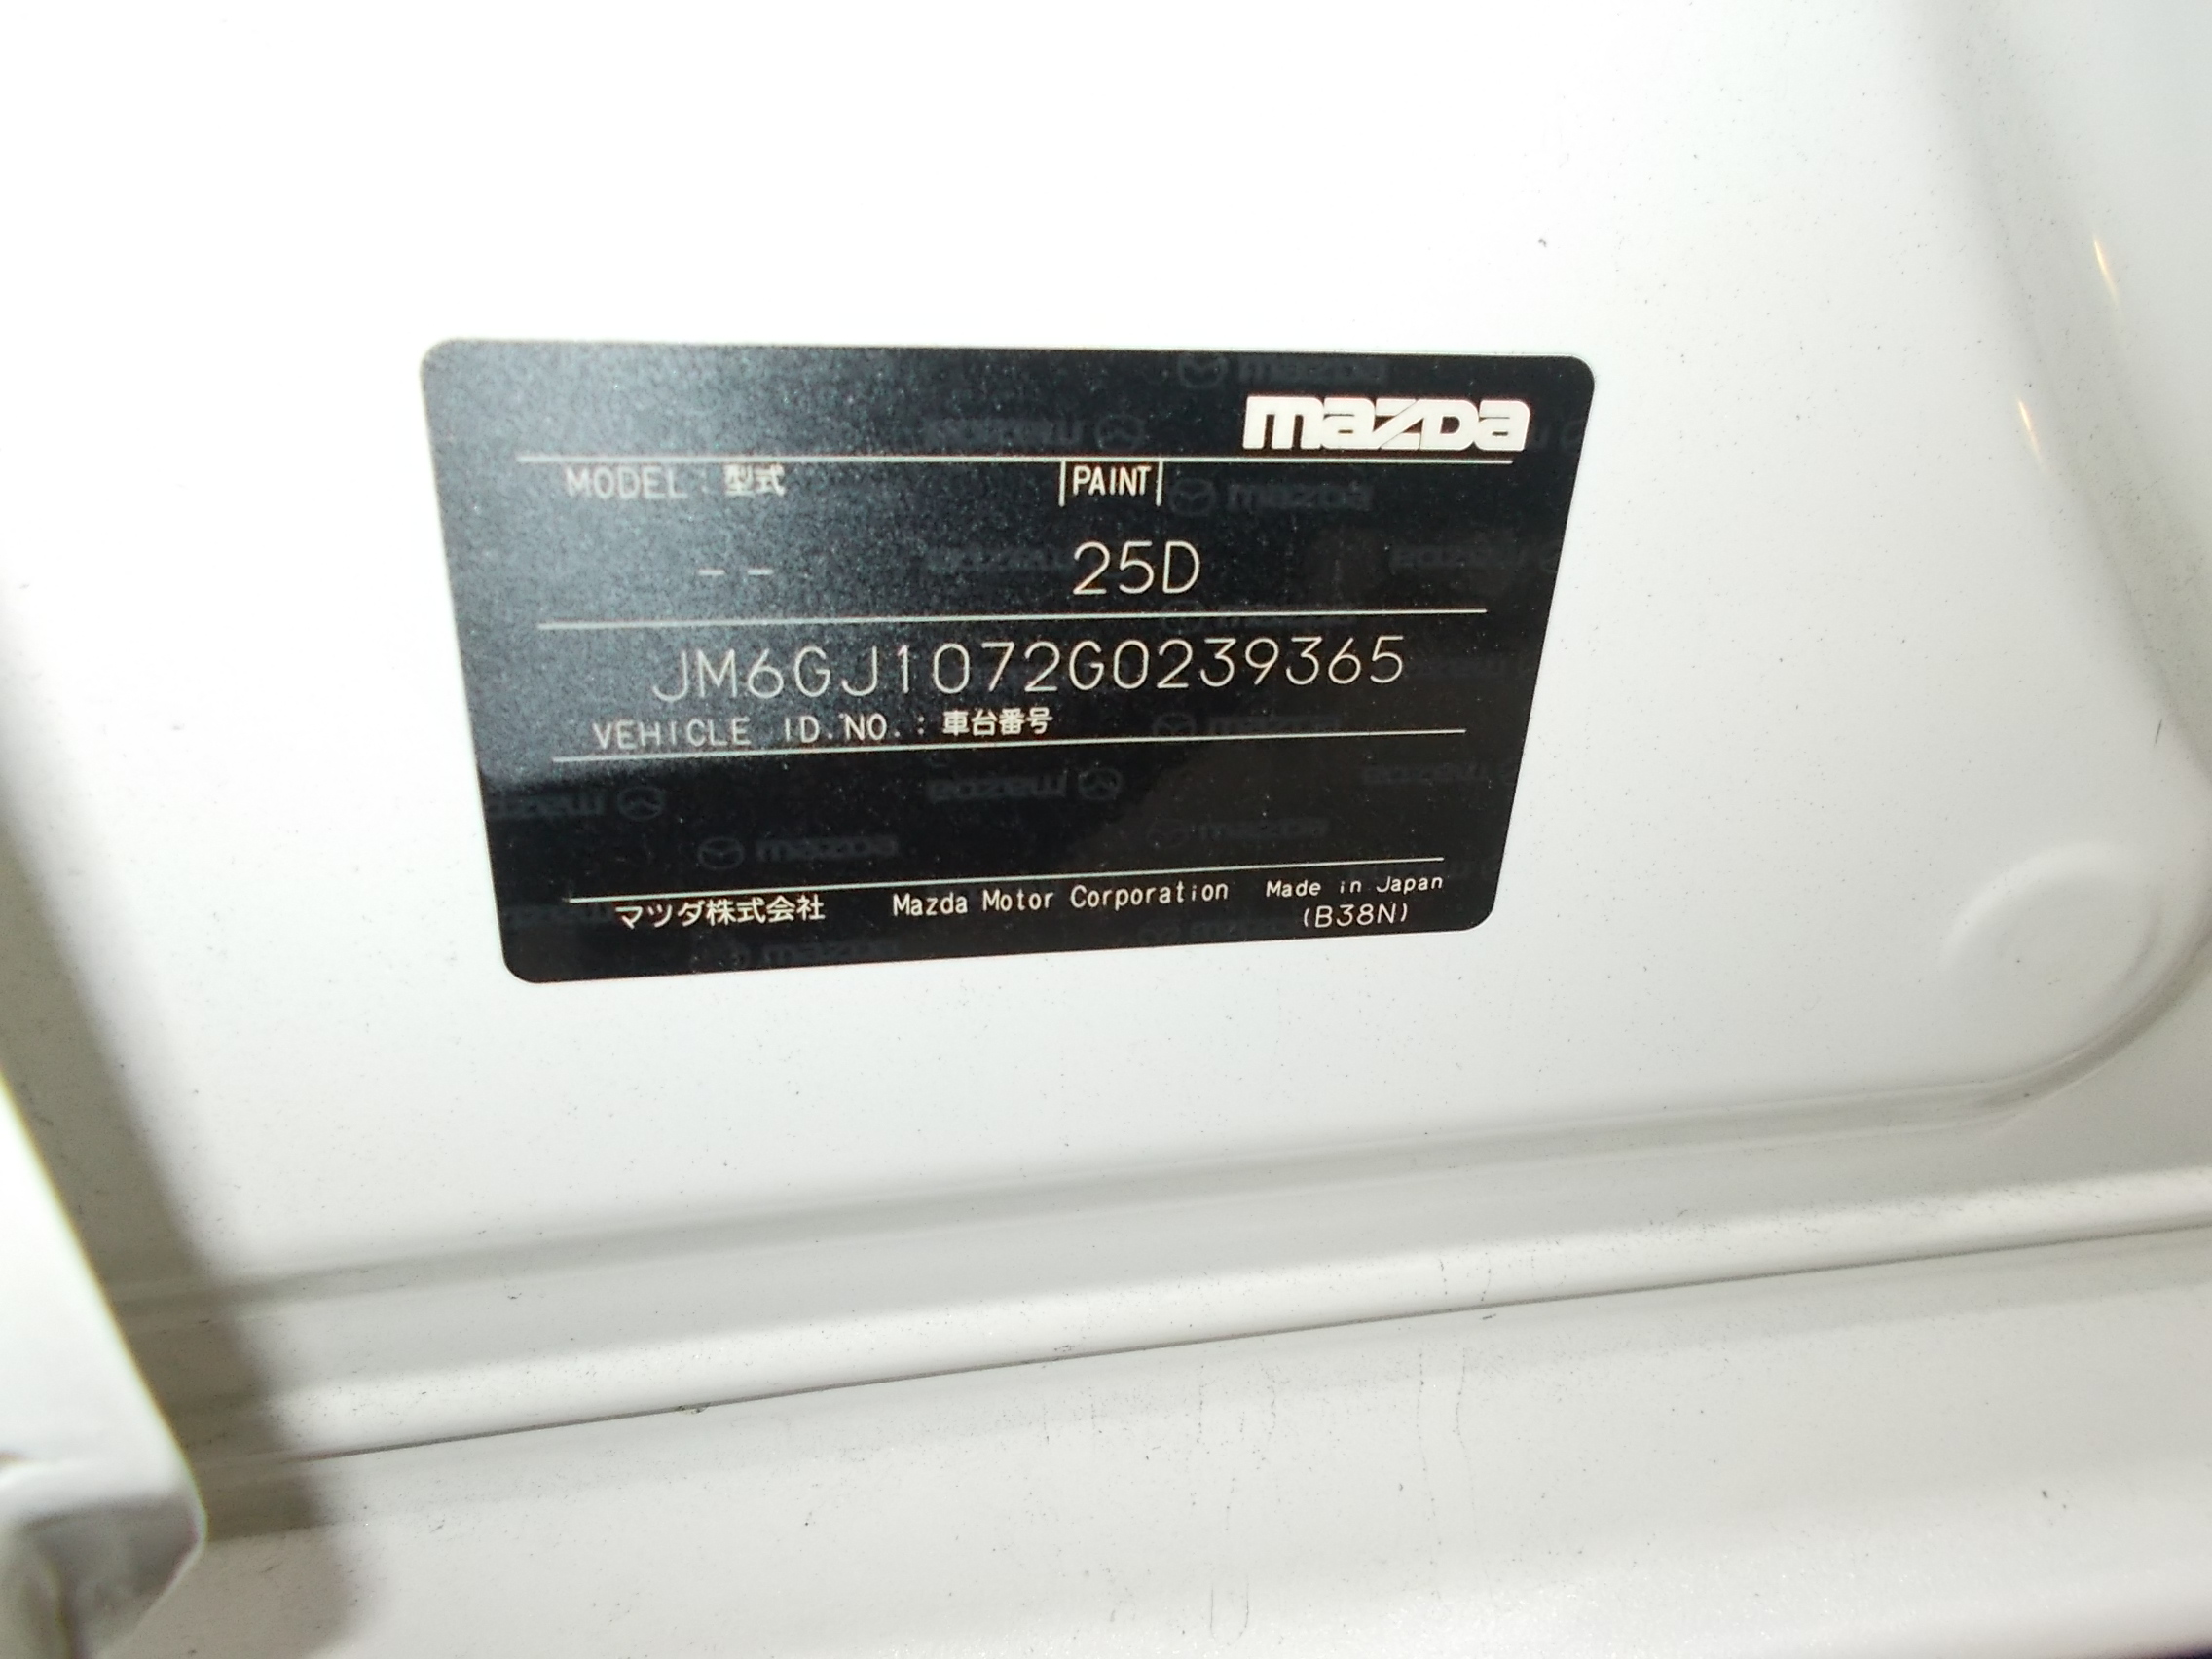 mazda
MODEL : 型式 PAINT
-- 25D
JM6GJ1072G0239365
VEHICLE ID.NO. : 車台番号
マツダ株式会社 Mazda Motor Corporation Made in Japan
(B38N)